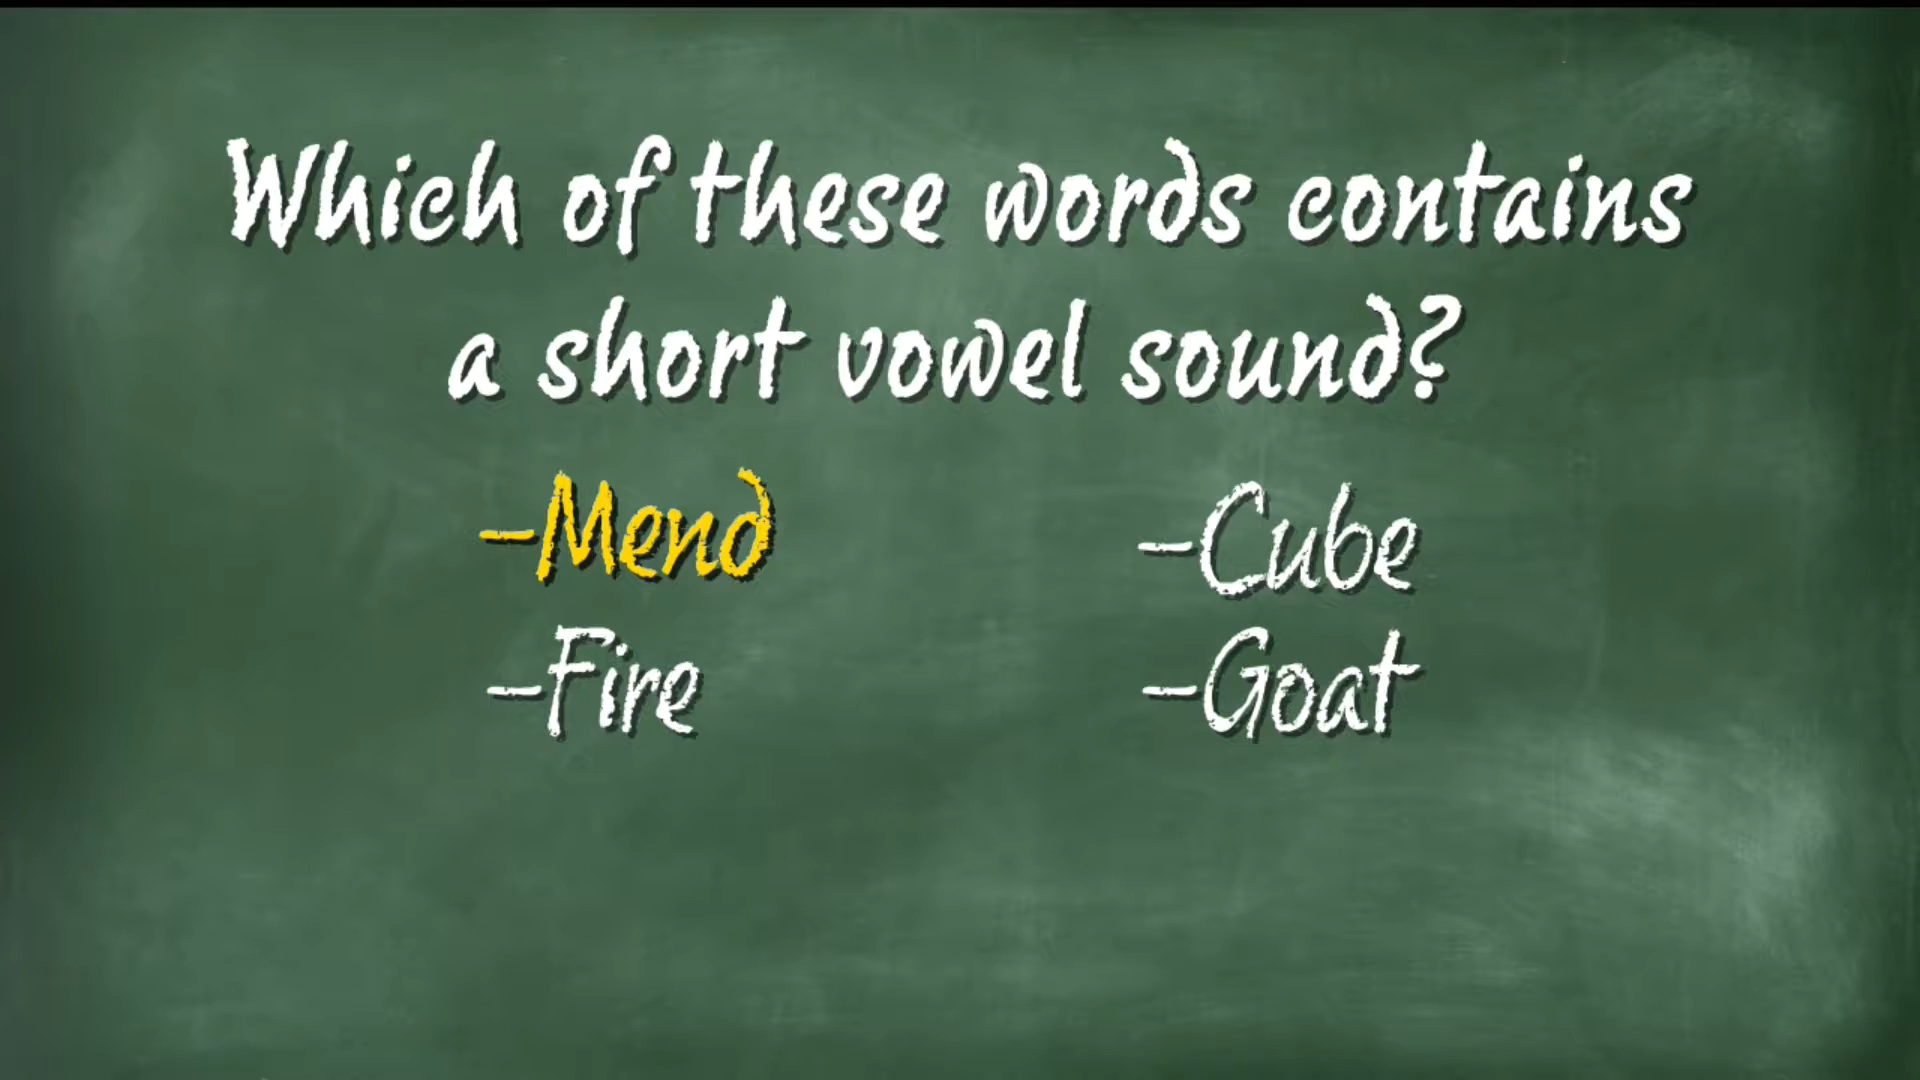 Which of these words contains
a short vowel sound?
-Mend
-Cube
-Fire
-Goat